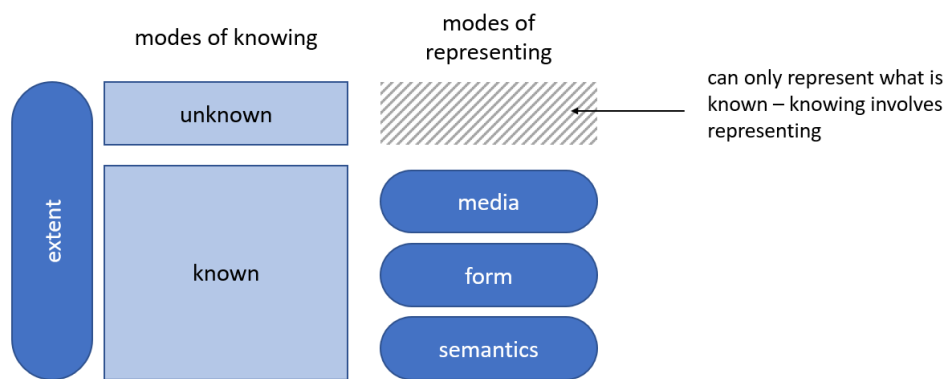 modes of knowing
modes of
representing
unknown
can only represent what is
known – knowing involves
representing
extent
known
media
form
semantics